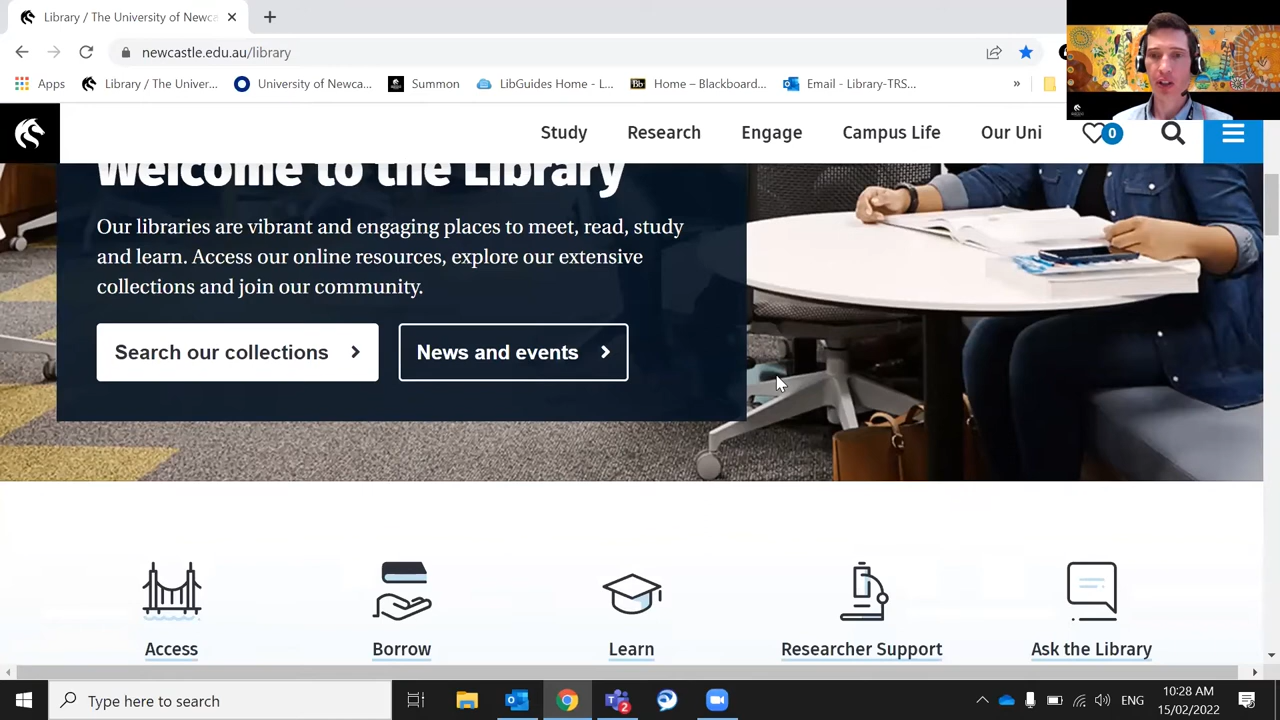 Library / The University of Newca
newcastle.edu.au/library
Apps
Library / The Univer...
University of Newca...
Summon
LibGuides Home - L...
Bb
Home – Blackboard...
Email - Library-TRS...
»
Study
Research
Engage
Campus Life
Our Uni
0
Welcome to the Library
Our libraries are vibrant and engaging places to meet, read, study
and learn. Access our online resources, explore our extensive
collections and join our community.
Search our collections
News and events
Access
Borrow
Learn
Researcher Support
Ask the Library
Type here to search
2
ENG
10:28 AM
15/02/2022